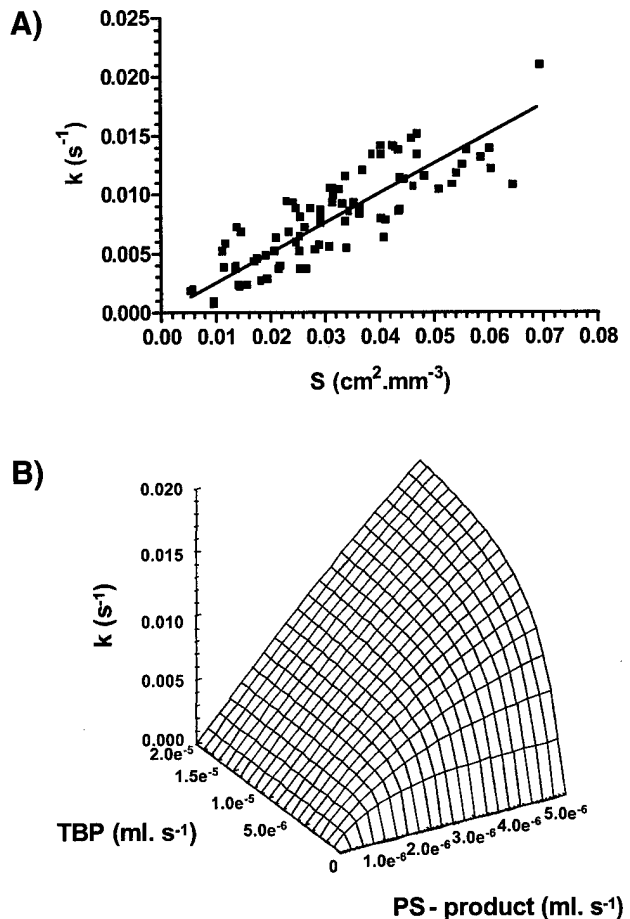 A)
0.025
0.020
0.015
0.010
0.005
0.000
k (s⁻¹)
0.00 0.01 0.02 0.03 0.04 0.05 0.06 0.07 0.08
S (cm².mm⁻³)
B)
0.020
0.015
0.010
0.005
0.000
k (s⁻¹)
2.0e⁻⁵
1.5e⁻⁵
1.0e⁻⁵
5.0e⁻⁶
0
TBP (ml. s⁻¹)
1.0e⁻⁶ 2.0e⁻⁶ 3.0e⁻⁶ 4.0e⁻⁶ 5.0e⁻⁶
PS - product (ml. s⁻¹)